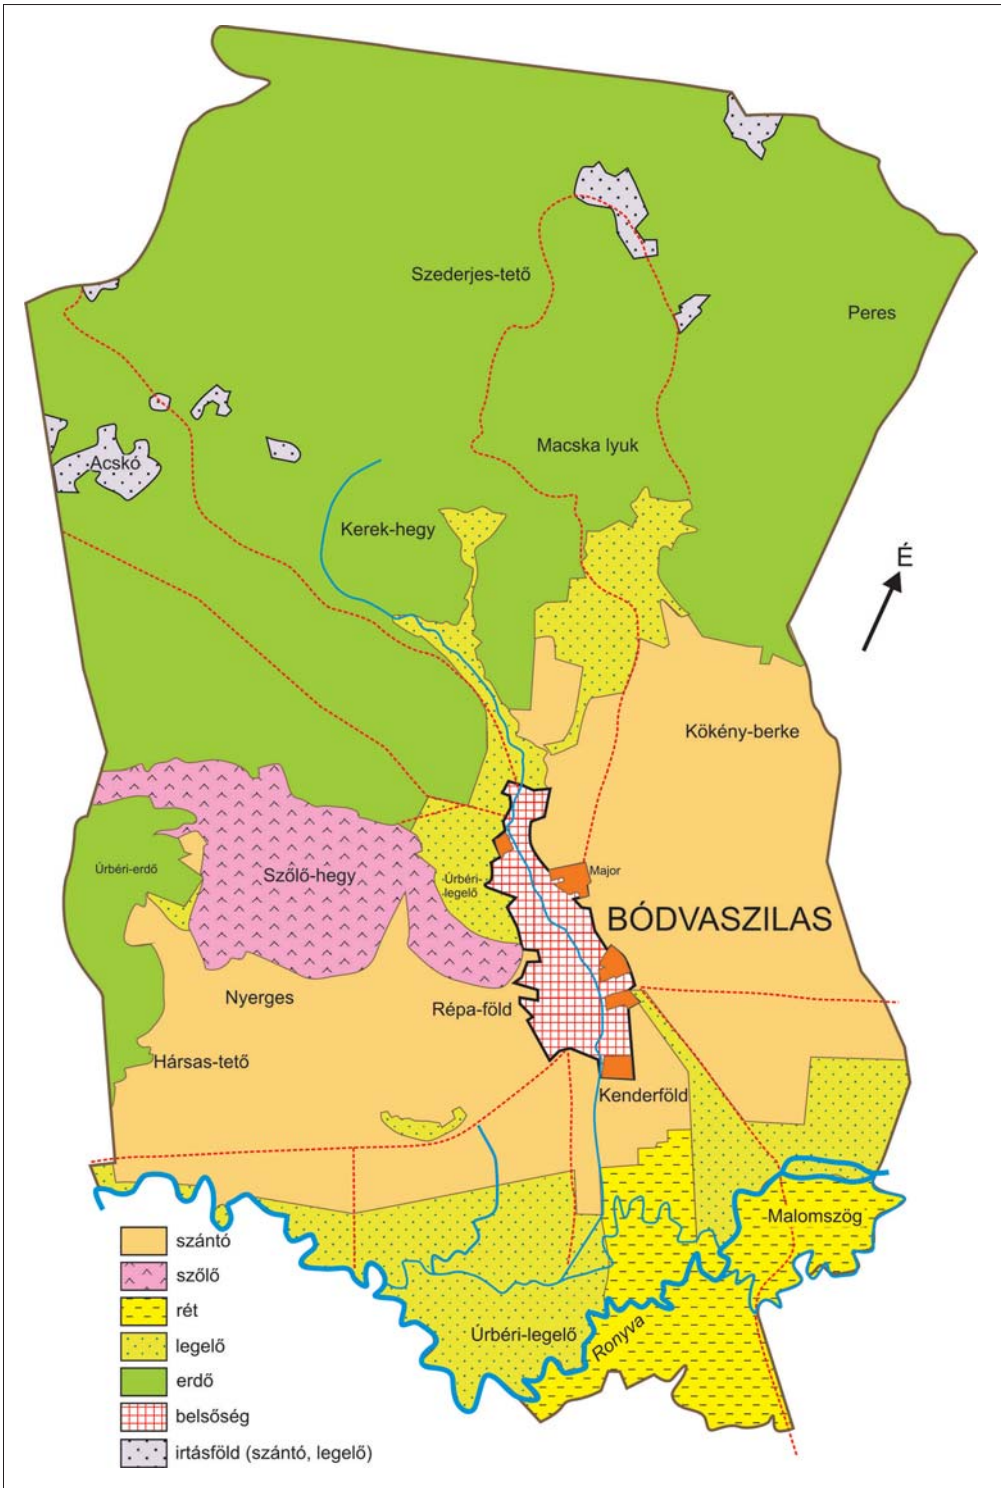 Szederjes-tető
Peres
Macska lyuk
Acskó
Kerek-hegy
É
Kökény-berke
Úrbéri-erdő
Szőlő-hegy
Úrbéri-
legelő
Major
BÓDVASZILAS
Nyerges
Répa-föld
Hársas-tető
Kenderföld
Malomszög
Úrbéri-legelő
Ronyva
szántó
szőlő
rét
legelő
erdő
belsőség
irtásföld (szántó, legelő)